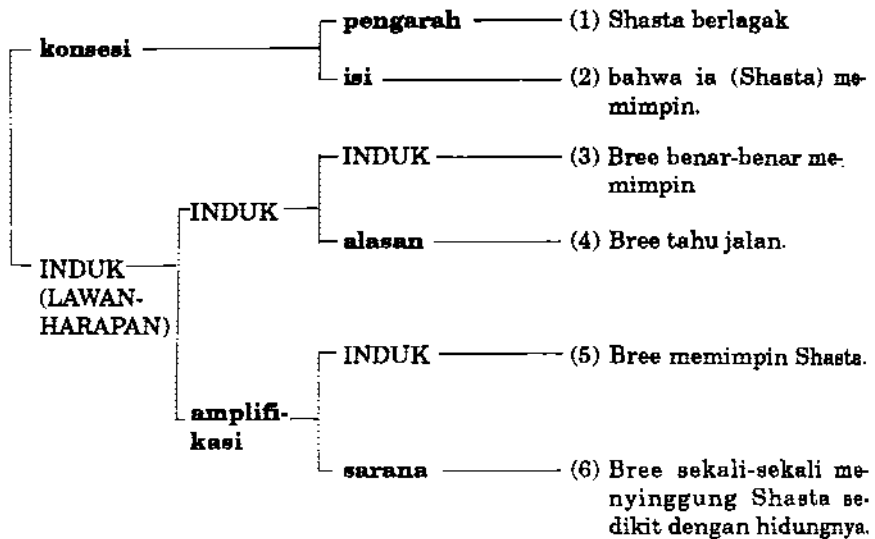 pengarah (1) Shasta berlagak
konsesi
isi (2) bahwa ia (Shasta) me-
mimpin.
INDUK (3) Bree benar-benar me-
mimpin
INDUK
alasan (4) Bree tahu jalan.
INDUK
(LAWAN-
HARAPAN)
INDUK (5) Bree memimpin Shasta.
amplifi-
kasi
sarana (6) Bree sekali-sekali me-
nyinggung Shasta se-
dikit dengan hidungnya.